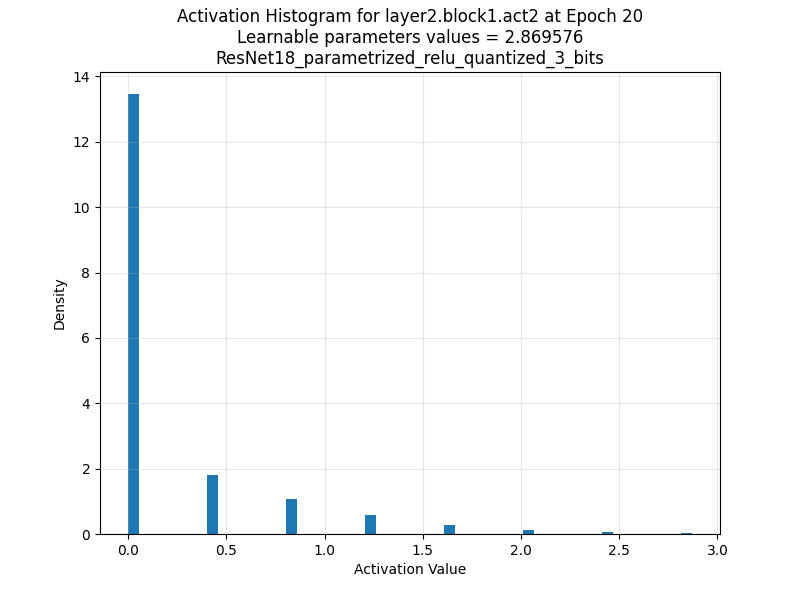 Activation Histogram for layer2.block1.act2 at Epoch 20
Learnable parameters values = 2.869576
ResNet18_parametrized_relu_quantized_3_bits
14
12
10
8
6
4
2
0
Density
0.0 0.5 1.0 1.5 2.0 2.5 3.0
Activation Value